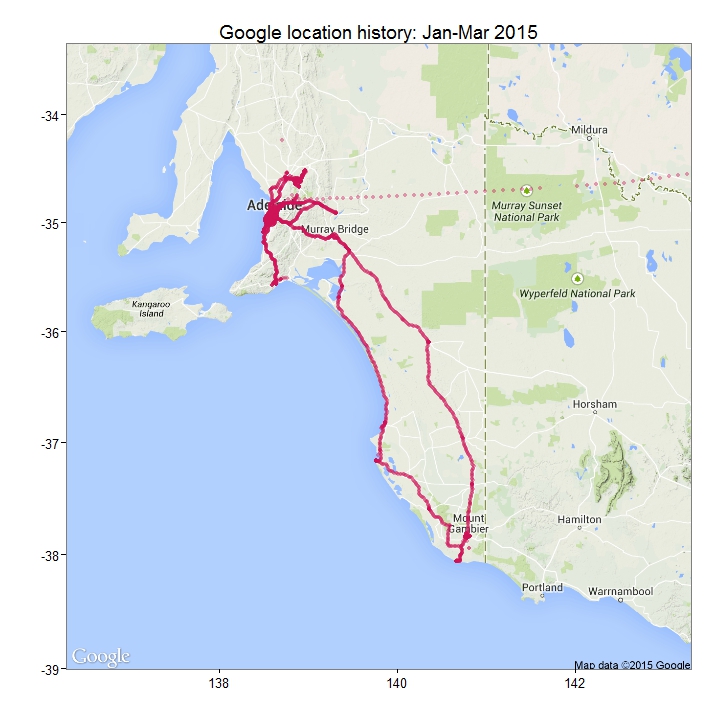 Google location history: Jan-Mar 2015
-34
Mildura
Adelaide
Murray Sunset
National Park
-35
Murray Bridge
Wyperfeld National Park
Kangaroo
Island
-36
Horsham
-37
Mount
Gambier
Hamilton
-38
Portland
Warrnambool
Google
Map data ©2015 Google
-39
138
140
142